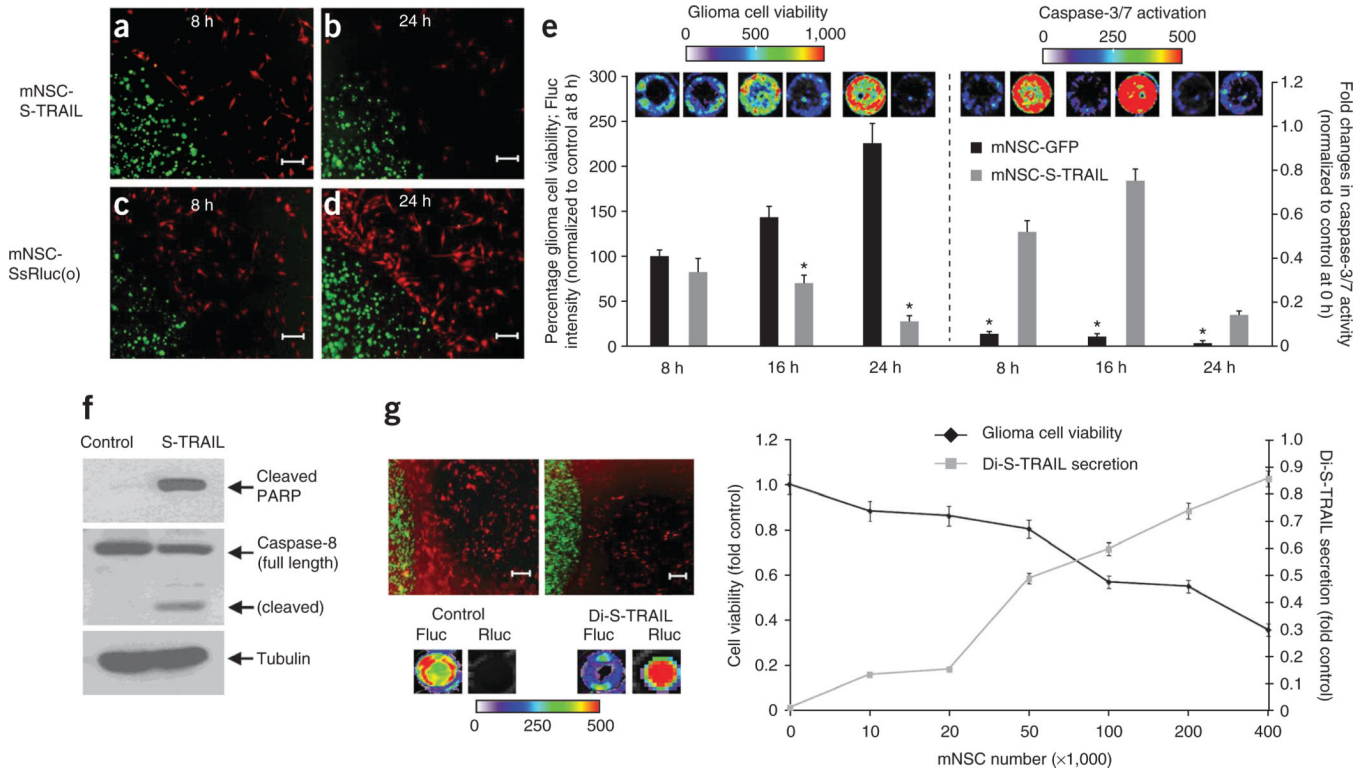 a
8 h
b
24 h
mNSC-
S-TRAIL
c
8 h
d
24 h
mNSC-
SsRluc(o)
e
Glioma cell viability
0
500
1,000
Caspase-3/7 activation
0
250
500
Percentage glioma cell viability; Fluc
intensity (normalized to control at 8 h)
300
250
200
150
100
50
0
*
*
*
*
*
mNSC-GFP
mNSC-S-TRAIL
8 h
16 h
24 h
8 h
16 h
24 h
1.2
1.0
0.8
0.6
0.4
0.2
0
Fold changes in caspase-3/7 activity
(normalized to control at 0 h)
f
Control
S-TRAIL
Cleaved
PARP
Caspase-8
(full length)
(cleaved)
Tubulin
g
Control
Fluc
Rluc
Di-S-TRAIL
Fluc
Rluc
0
250
500
Glioma cell viability
Di-S-TRAIL secretion
Cell viability (fold control)
1.2
1.0
0.8
0.6
0.4
0.2
0
0
10
20
50
100
200
400
mNSC number (×1,000)
1.0
0.9
0.8
0.7
0.6
0.5
0.4
0.3
0.2
0.1
0
Di-S-TRAIL secretion (fold control)